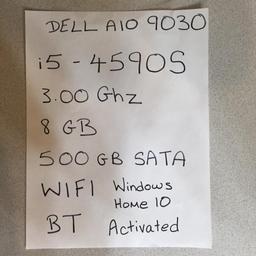 DELL AIO 9030
i5 - 4590S
3.00 Ghz
8 GB
500 GB SATA
WIFI Windows
Home 10
BT Activated